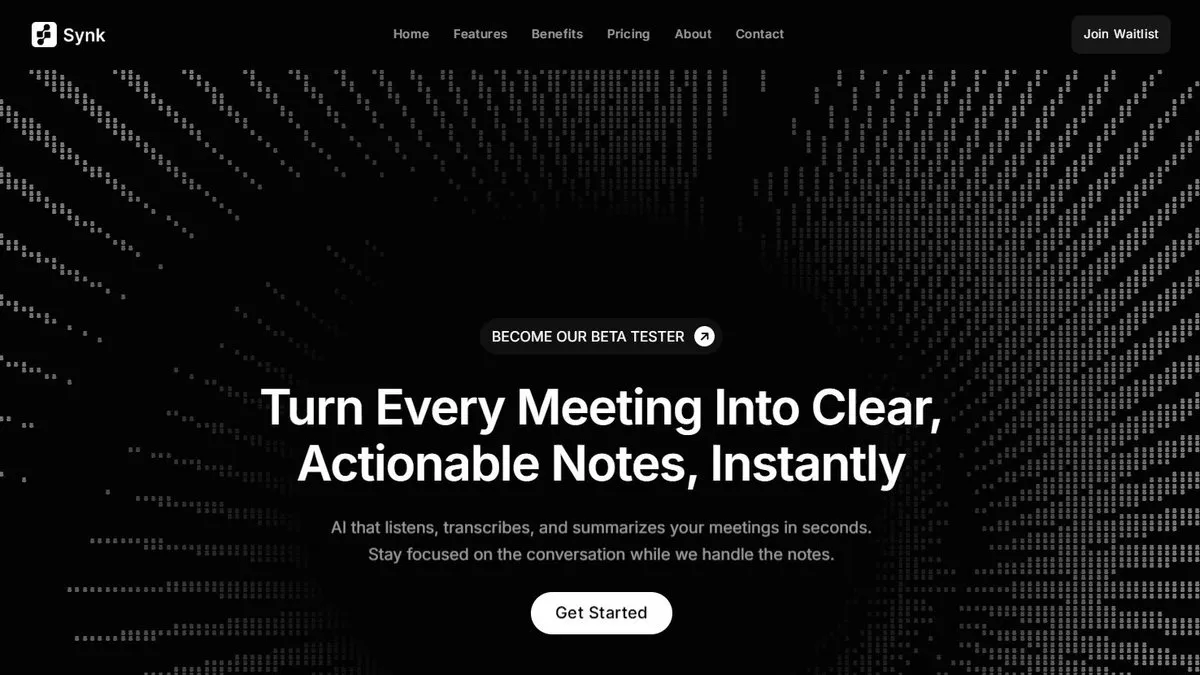 Synk
Home
Features
Benefits
Pricing
About
Contact
Join Waitlist
BECOME OUR BETA TESTER
Turn Every Meeting Into Clear,
Actionable Notes, Instantly
AI that listens, transcribes, and summarizes your meetings in seconds.
Stay focused on the conversation while we handle the notes.
Get Started